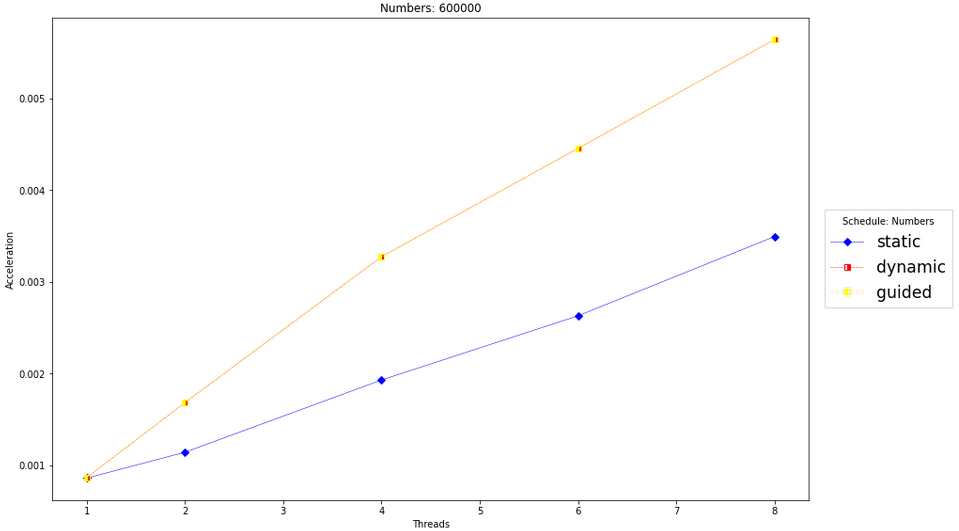 Numbers: 600000
0.005
0.004
0.003
0.002
0.001
Acceleration
1 2 3 4 5 6 7 8
Threads
Schedule: Numbers
static
dynamic
guided